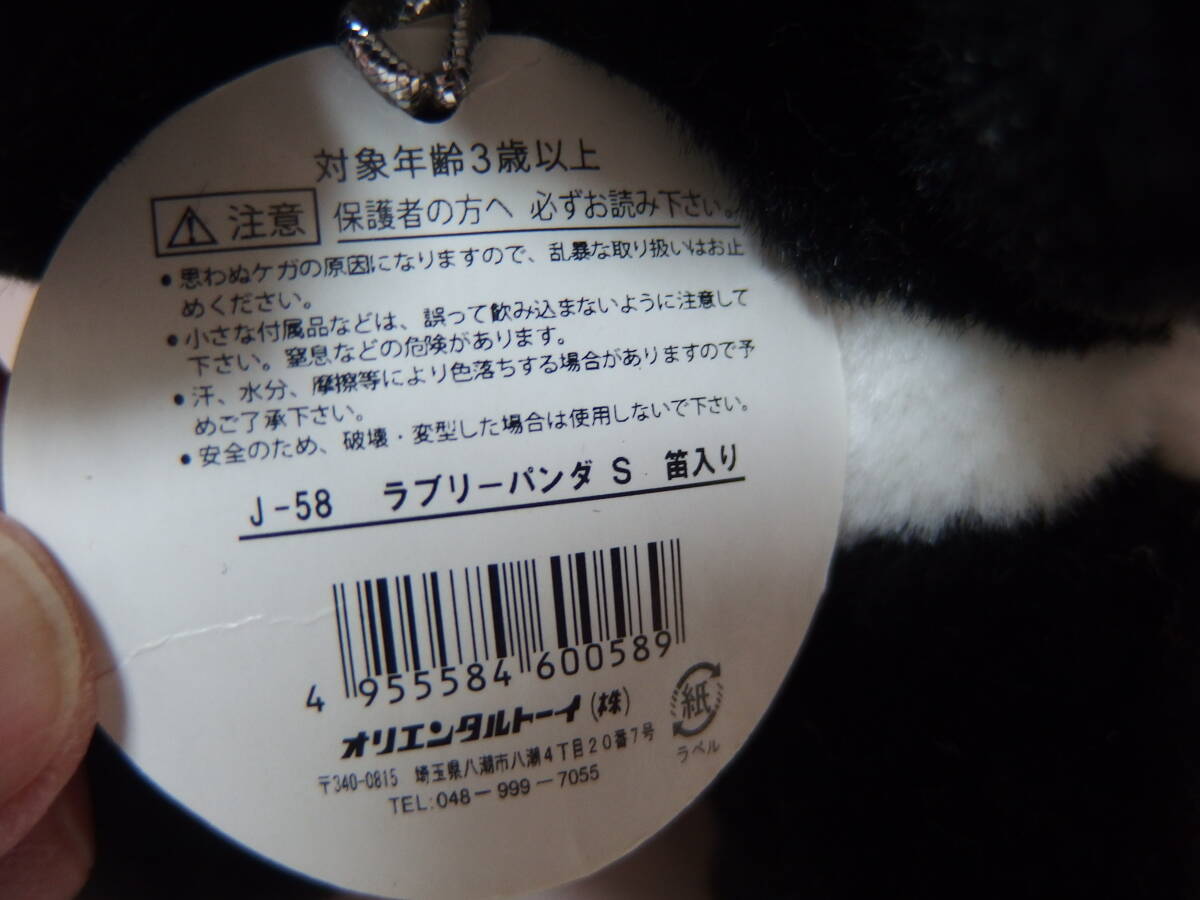 対象年齢3歳以上
注意 保護者の方へ 必ずお読み下さい。
●思わぬケガの原因になりますので、乱暴な取り扱いはお止
めください。
●小さな付属品などは、誤って飲み込まないように注意して
下さい。窒息などの危険があります。
●汗、水分、摩擦等により色落ちする場合がありますので予
めご了承下さい。
●安全のため、破壊・変型した場合は使用しないで下さい。
J-58 ラブリーパンダ S 笛入り
4 955584 600589
オリエンタルトーイ(株)
〒340-0815 埼玉県八潮市八潮4丁目20番7号
TEL:048-999-7055
紙
ラベル